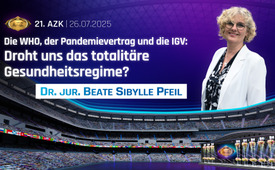 21. AZK | 26.07.2025
Die WHO, der Pandemievertrag und die IGV:
Droht uns das totalitäre
Gesundheitsregime?
DR. JUR. BEATE SIBYLLE PFEIL